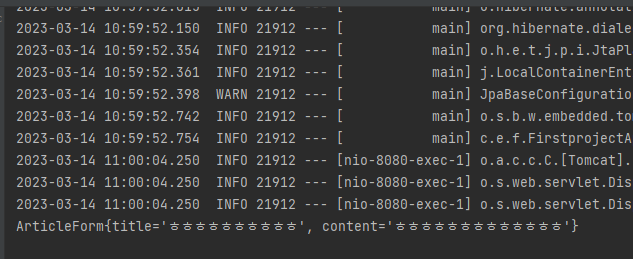 2023-03-14 INFO 21912 --- [ main] o.hibernate.annotat
2023-03-14 10:59:52.150 INFO 21912 --- [ main] org.hibernate.diale
2023-03-14 10:59:52.354 INFO 21912 --- [ main] o.h.e.t.j.p.i.JtaPl
2023-03-14 10:59:52.361 INFO 21912 --- [ main] j.LocalContainerEnt
2023-03-14 10:59:52.398 WARN 21912 --- [ main] JpaBaseConfiguratio
2023-03-14 10:59:52.742 INFO 21912 --- [ main] o.s.b.w.embedded.to
2023-03-14 10:59:52.754 INFO 21912 --- [ main] c.e.f.FirstprojectA
2023-03-14 11:00:04.250 INFO 21912 --- [nio-8080-exec-1] o.a.c.c.C.[Tomcat].
2023-03-14 11:00:04.250 INFO 21912 --- [nio-8080-exec-1] o.s.web.servlet.Dis
2023-03-14 11:00:04.250 INFO 21912 --- [nio-8080-exec-1] o.s.web.servlet.Dis
ArticleForm{title='ㅎㅎㅎㅎㅎㅎㅎㅎㅎㅎ', content='ㅎㅎㅎㅎㅎㅎㅎㅎㅎㅎㅎㅎㅎ'}